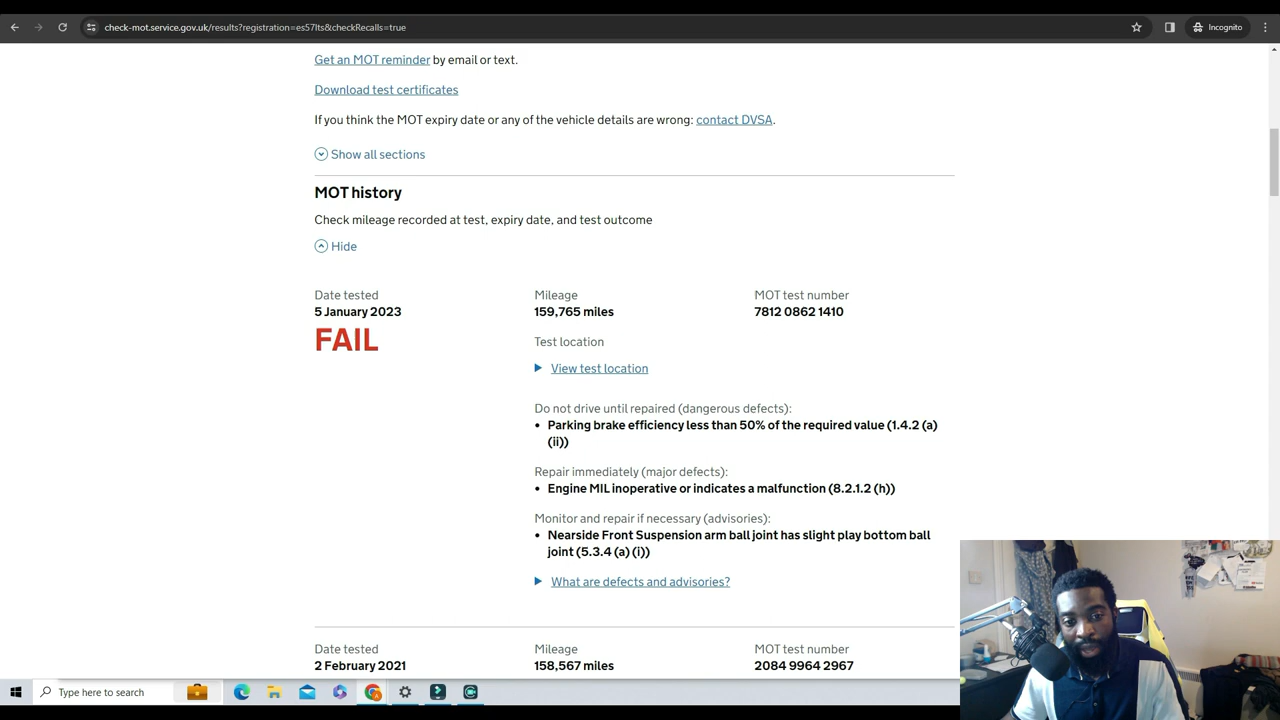 check-mot.service.gov.uk/results?registration=es57lts&checkRecalls=true
Incognito
Get an MOT reminder by email or text.
Download test certificates
If you think the MOT expiry date or any of the vehicle details are wrong: contact DVSA.
Show all sections
MOT history
Check mileage recorded at test, expiry date, and test outcome
Hide
Date tested
5 January 2023
FAIL
Mileage
159,765 miles
MOT test number
7812 0862 1410
Test location
View test location
Do not drive until repaired (dangerous defects):
• Parking brake efficiency less than 50% of the required value (1.4.2 (a)
(ii))
Repair immediately (major defects):
• Engine MIL inoperative or indicates a malfunction (8.2.1.2 (h))
Monitor and repair if necessary (advisories):
• Nearside Front Suspension arm ball joint has slight play bottom ball
joint (5.3.4 (a) (i))
What are defects and advisories?
Date tested
2 February 2021
Mileage
158,567 miles
MOT test number
2084 9964 2967
Type here to search